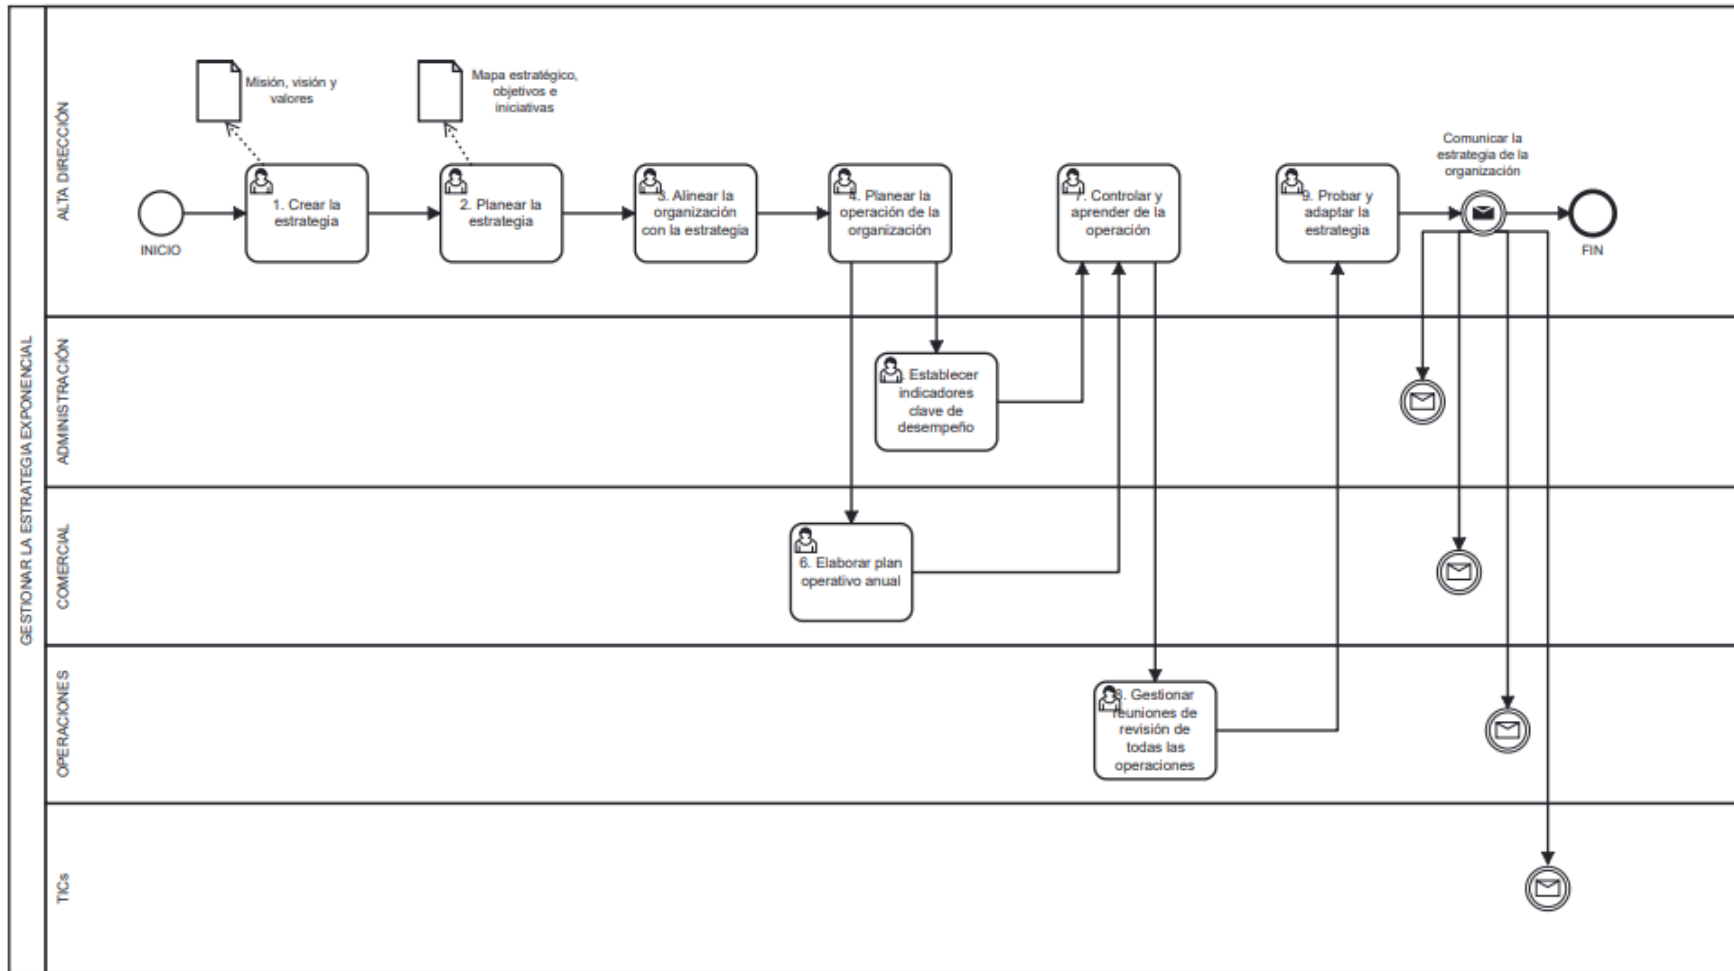 GESTIONAR LA ESTRATEGIA EXPONENCIAL
ALTA DIRECCIÓN
Misión, visión y
valores
Mapa estratégico,
objetivos e
iniciativas
INICIO
1. Crear la
estrategia
2. Planear la
estrategia
3. Alinear la
organización
con la estrategia
4. Planear la
operación de la
organización
7. Controlar y
aprender de la
operación
9. Probar y
adaptar la
estrategia
Comunicar la
estrategia de la
organización
FIN
ADMINISTRACIÓN
. Establecer
indicadores
clave de
desempeño
COMERCIAL
6. Elaborar plan
operativo anual
OPERACIONES
8. Gestionar
reuniones de
revisión de
todas las
operaciones
TICs